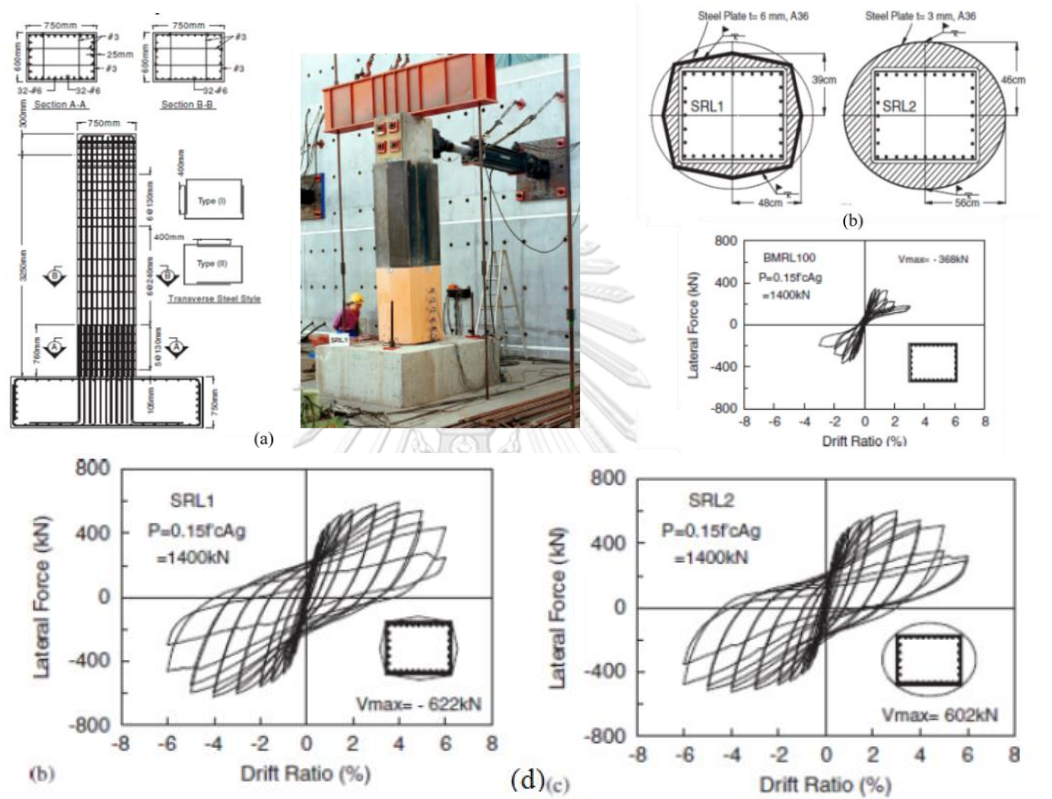 750mm
750mm
600mm
#3
25mm
#3
#3
#3
32-#6
32-#6
32-#6
Section A-A
Section B-B
300mm
750mm
400mm
Type (I)
6@130mm
400mm
Type (II)
3250mm
B
6@240mm
B
Transverse Steel Style
760mm
A
5@130mm
A
105mm
750mm
(a)
SRL1
Steel Plate t= 6 mm, A36
Steel Plate t= 3 mm, A36
SRL1
39cm
SRL2
46cm
48cm
56cm
(b)
800
400
0
-400
-800
Lateral Force (kN)
BMRL100
Vmax= - 368kN
P=0.15f'cAg
=1400kN
-8 -6 -4 -2 0 2 4 6 8
Drift Ratio (%)
800
400
0
-400
-800
Lateral Force (kN)
SRL1
P=0.15f'cAg
=1400kN
Vmax= - 622kN
-8 -6 -4 -2 0 2 4 6 8
(b)
Drift Ratio (%)
800
400
0
-400
-800
Lateral Force (kN)
SRL2
P=0.15f'cAg
=1400kN
Vmax= 602kN
-8 -6 -4 -2 0 2 4 6 8
(d)(c)
Drift Ratio (%)